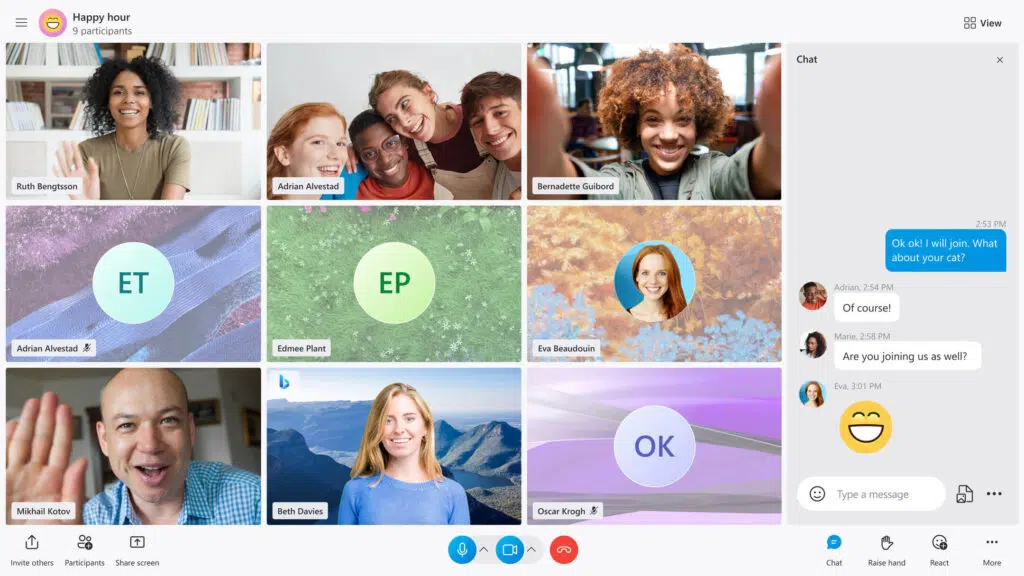 Happy hour
9 participants
View
Ruth Bengtsson
Adrian Alvestad
Bernadette Guibord
ET
Adrian Alvestad
EP
Edmee Plant
Eva Beaudouin
Mikhail Kotov
b
Beth Davies
OK
Oscar Krogh
Chat
2:53 PM
Ok ok! I will join. What
about your cat?
Adrian, 2:54 PM
Of course!
Marie, 2:58 PM
Are you joining us as well?
Eva, 3:01 PM
Type a message
Invite others
Participants
Share screen
Chat
Raise hand
React
More